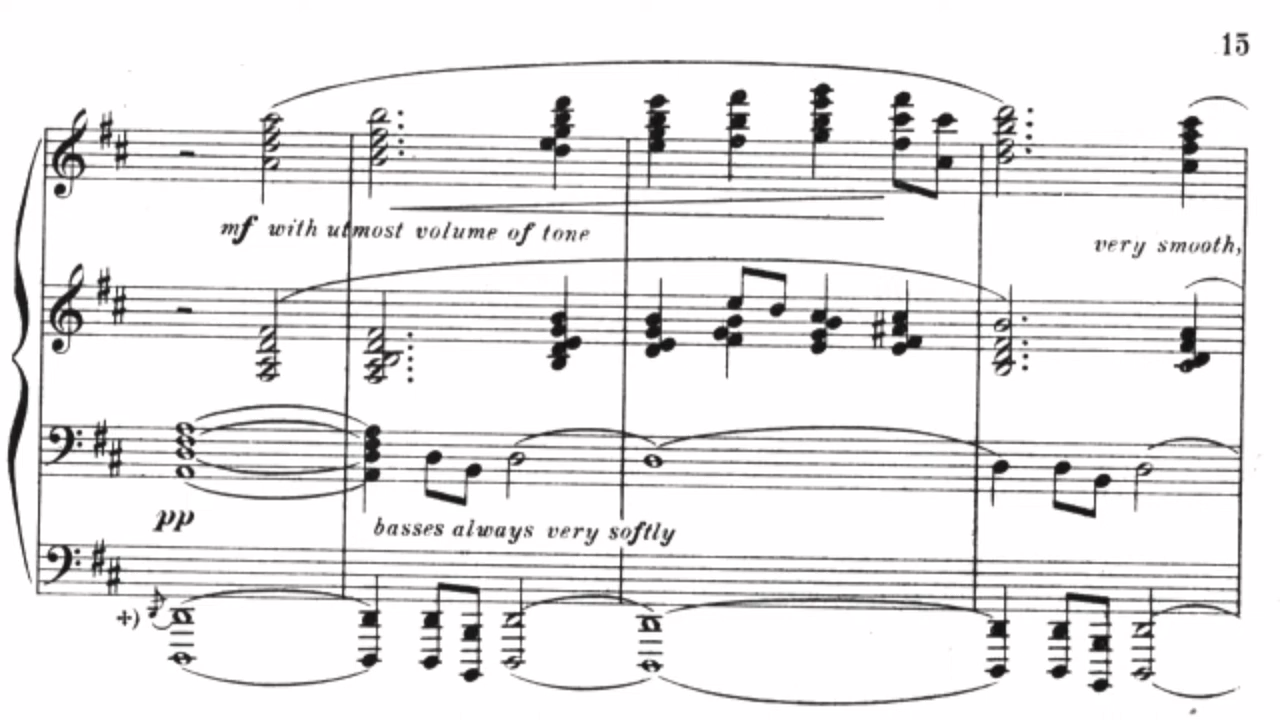 15
mf with utmost volume of tone
very smooth,
pp
basses always very softly
+)